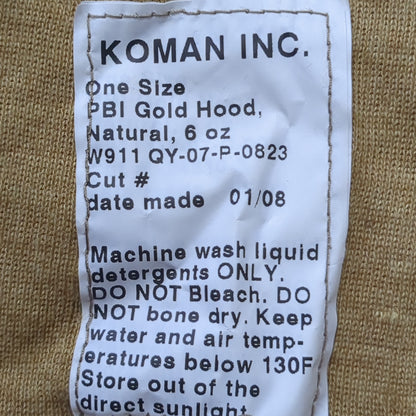 KOMAN INC.
One Size
PBI Gold Hood,
Natural, 6 oz
W911 QY-07-P-0823
Cut #
date made 01/08
Machine wash liquid
detergents ONLY.
DO NOT Bleach. DO
NOT bone dry. Keep
water and air temp-
eratures below 130F
Store out of the
direct sunlight